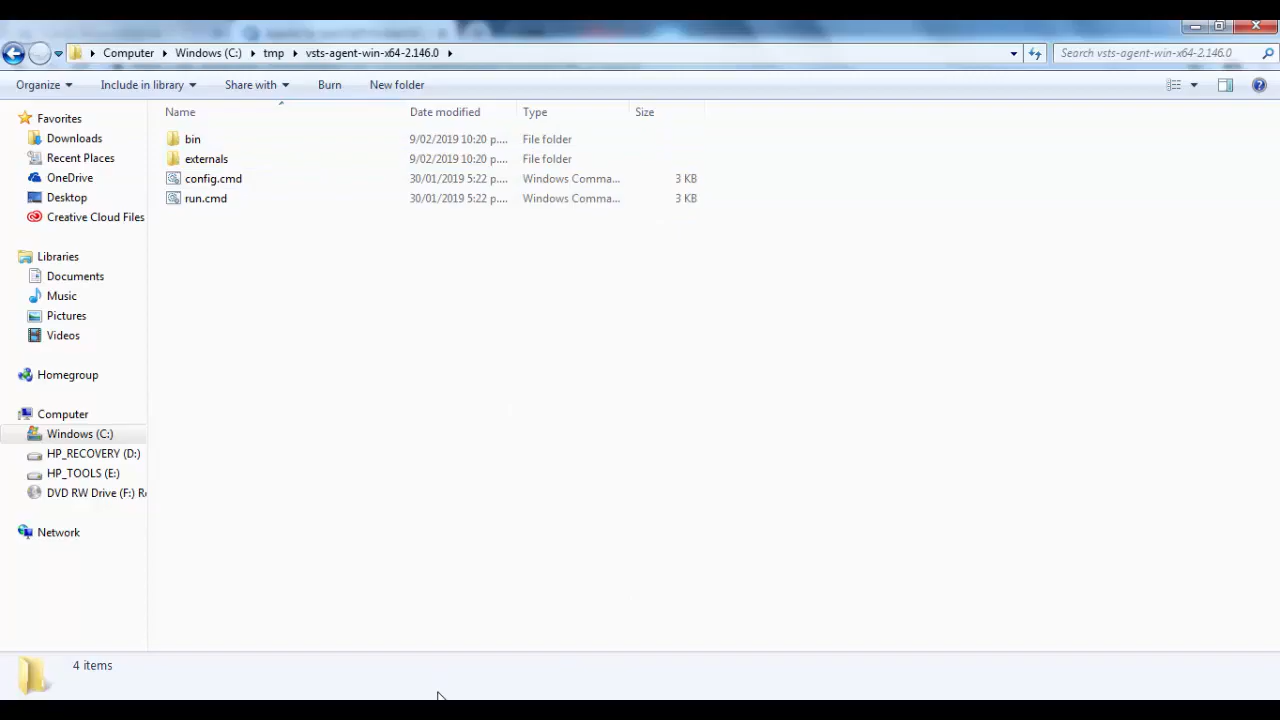 Computer Windows (C:) tmp vsts-agent-win-x64-2.146.0 Search vsts-agent-win-x64-2.146.0
Organize Include in library Share with Burn New folder
Name Date modified Type Size
bin 9/02/2019 10:20 p.... File folder
externals 9/02/2019 10:20 p.... File folder
config.cmd 30/01/2019 5:22 p.... Windows Comma... 3 KB
run.cmd 30/01/2019 5:22 p.... Windows Comma... 3 KB
Favorites
Downloads
Recent Places
OneDrive
Desktop
Creative Cloud Files
Libraries
Documents
Music
Pictures
Videos
Homegroup
Computer
Windows (C:)
HP_RECOVERY (D:)
HP_TOOLS (E:)
DVD RW Drive (F:) Re
Network
4 items